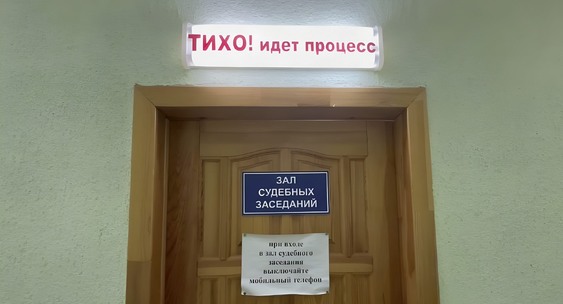 ТИХО! идет процесс
ЗАЛ
СУДЕБНЫХ
ЗАСЕДАНИЙ
при входе
в зал судебного
заседания
выключайте
мобильный телефон